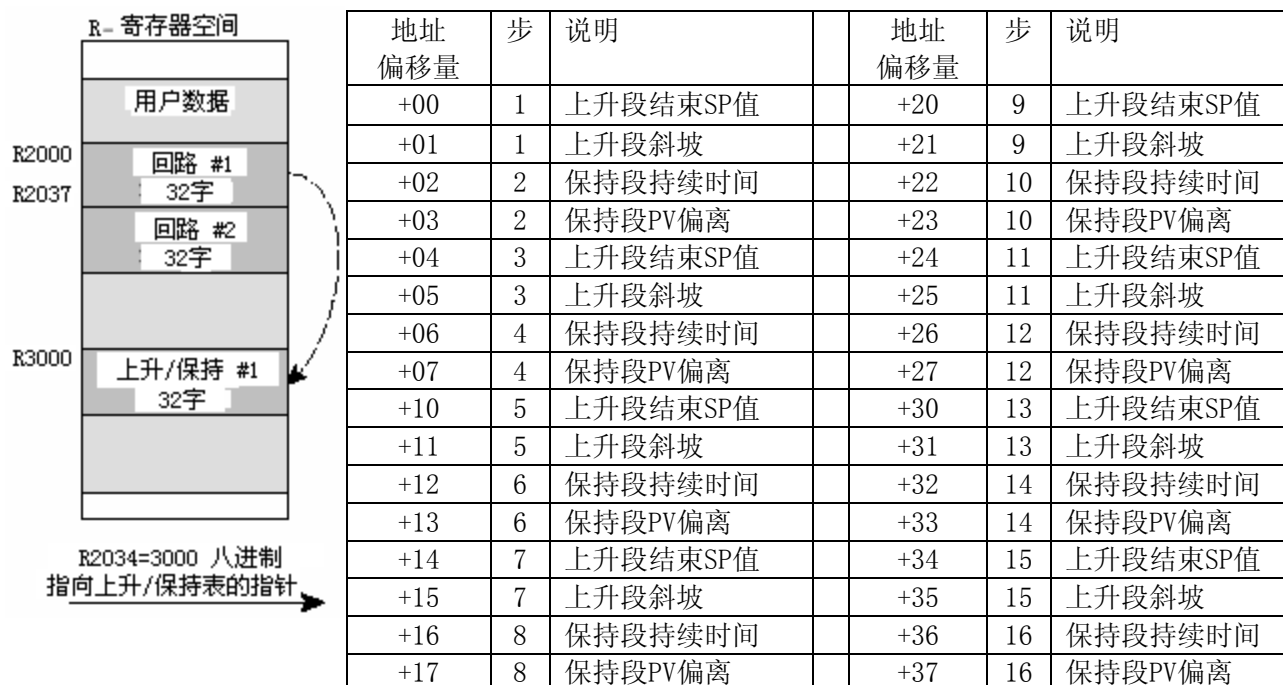 R- 寄存器空间
用户数据
R2000
回路 #1
R2037
32字
回路 #2
32字
R3000
上升/保持 #1
32字
R2034=3000 八进制
指向上升/保持表的指针
地址偏移量 步 说明 地址偏移量 步 说明
+00 1 上升段结束SP值 +20 9 上升段结束SP值
+01 1 上升段斜坡 +21 9 上升段斜坡
+02 2 保持段持续时间 +22 10 保持段持续时间
+03 2 保持段PV偏离 +23 10 保持段PV偏离
+04 3 上升段结束SP值 +24 11 上升段结束SP值
+05 3 上升段斜坡 +25 11 上升段斜坡
+06 4 保持段持续时间 +26 12 保持段持续时间
+07 4 保持段PV偏离 +27 12 保持段PV偏离
+10 5 上升段结束SP值 +30 13 上升段结束SP值
+11 5 上升段斜坡 +31 13 上升段斜坡
+12 6 保持段持续时间 +32 14 保持段持续时间
+13 6 保持段PV偏离 +33 14 保持段PV偏离
+14 7 上升段结束SP值 +34 15 上升段结束SP值
+15 7 上升段斜坡 +35 15 上升段斜坡
+16 8 保持段持续时间 +36 16 保持段持续时间
+17 8 保持段PV偏离 +37 16 保持段PV偏离